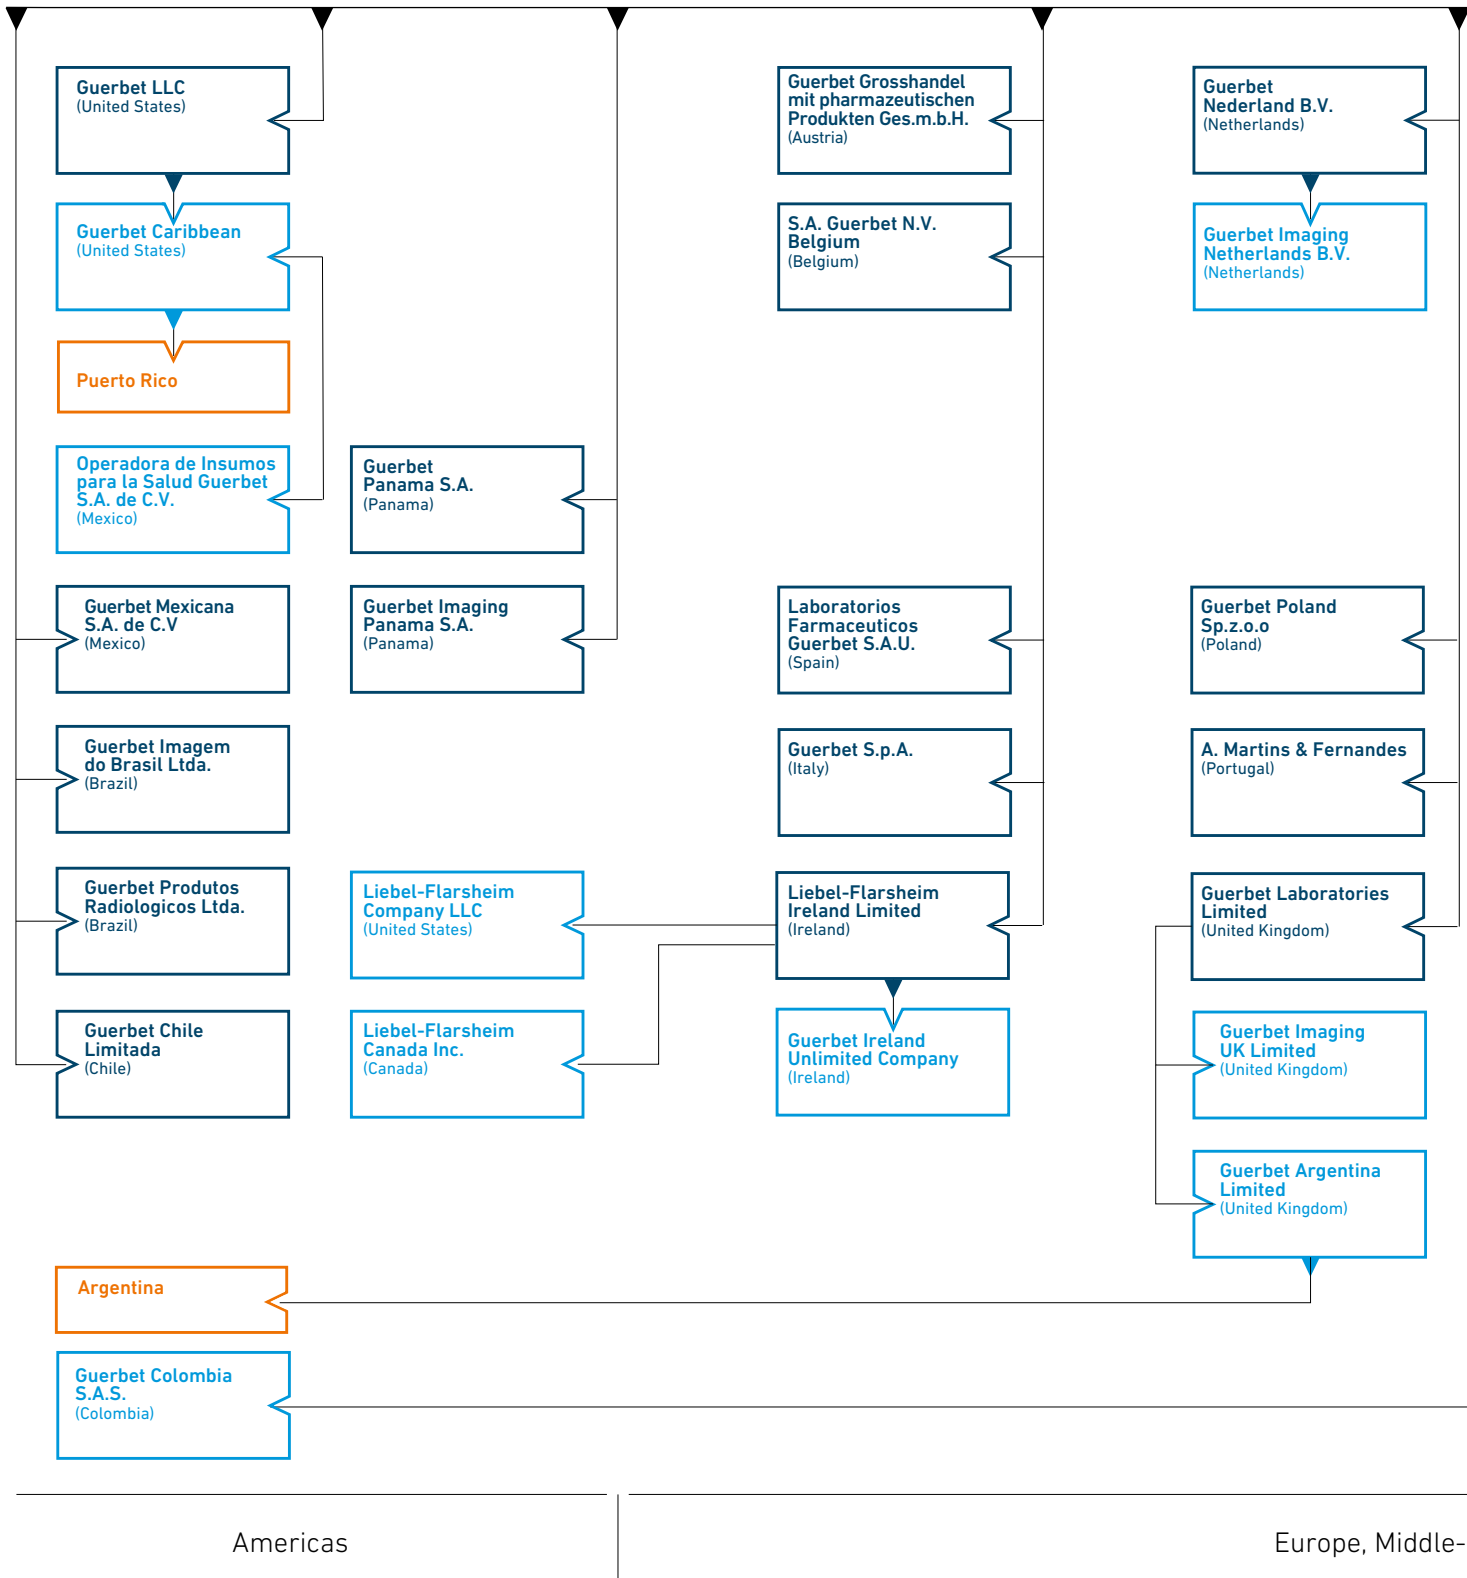 Guerbet LLC
(United States)
Guerbet Caribbean
(United States)
Puerto Rico
Operadora de Insumos
para la Salud Guerbet
S.A. de C.V.
(Mexico)
Guerbet Mexicana
S.A. de C.V
(Mexico)
Guerbet Imagem
do Brasil Ltda.
(Brazil)
Guerbet Produtos
Radiologicos Ltda.
(Brazil)
Guerbet Chile
Limitada
(Chile)
Argentina
Guerbet Colombia
S.A.S.
(Colombia)
Guerbet
Panama S.A.
(Panama)
Guerbet Imaging
Panama S.A.
(Panama)
Liebel-Flarsheim
Company LLC
(United States)
Liebel-Flarsheim
Canada Inc.
(Canada)
Guerbet Grosshandel
mit pharmazeutischen
Produkten Ges.m.b.H.
(Austria)
S.A. Guerbet N.V.
Belgium
(Belgium)
Laboratorios
Farmaceuticos
Guerbet S.A.U.
(Spain)
Guerbet S.p.A.
(Italy)
Liebel-Flarsheim
Ireland Limited
(Ireland)
Guerbet Ireland
Unlimited Company
(Ireland)
Guerbet
Nederland B.V.
(Netherlands)
Guerbet Imaging
Netherlands B.V.
(Netherlands)
Guerbet Poland
Sp.z.o.o
(Poland)
A. Martins & Fernandes
(Portugal)
Guerbet Laboratories
Limited
(United Kingdom)
Guerbet Imaging
UK Limited
(United Kingdom)
Guerbet Argentina
Limited
(United Kingdom)
Americas
Europe, Middle-